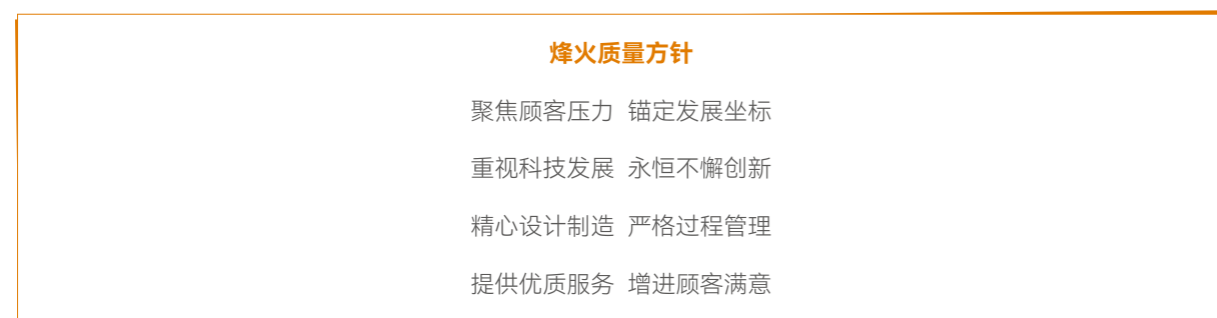 烽火质量方针
聚焦顾客压力 锚定发展坐标
重视科技发展 永恒不懈创新
精心设计制造 严格过程管理
提供优质服务 增进顾客满意